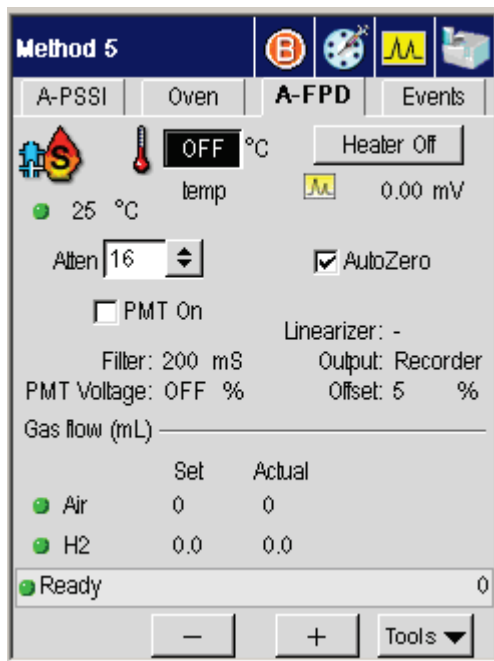 Method 5 B
A-PSSI Oven A-FPD Events
S OFF °C Heater Off
temp 0.00 mV
25 °C
Atten 16 AutoZero
PMT On
Linearizer: -
Filter: 200 mS Output: Recorder
PMT Voltage: OFF % Offset: 5 %
Gas flow (mL)
Set Actual
Air 0 0
H2 0.0 0.0
Ready 0
− + Tools